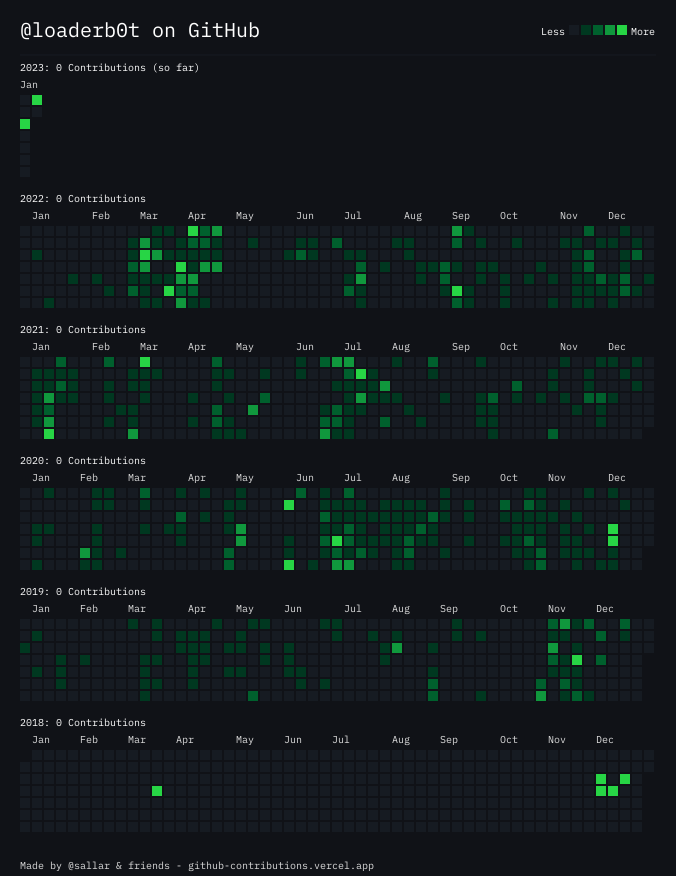 @loaderb0t on GitHub
Less More
2023: 0 Contributions (so far)
Jan
2022: 0 Contributions
Jan Feb Mar Apr May Jun Jul Aug Sep Oct Nov Dec
2021: 0 Contributions
Jan Feb Mar Apr May Jun Jul Aug Sep Oct Nov Dec
2020: 0 Contributions
Jan Feb Mar Apr May Jun Jul Aug Sep Oct Nov Dec
2019: 0 Contributions
Jan Feb Mar Apr May Jun Jul Aug Sep Oct Nov Dec
2018: 0 Contributions
Jan Feb Mar Apr May Jun Jul Aug Sep Oct Nov Dec
Made by @sallar & friends - github-contributions.vercel.app